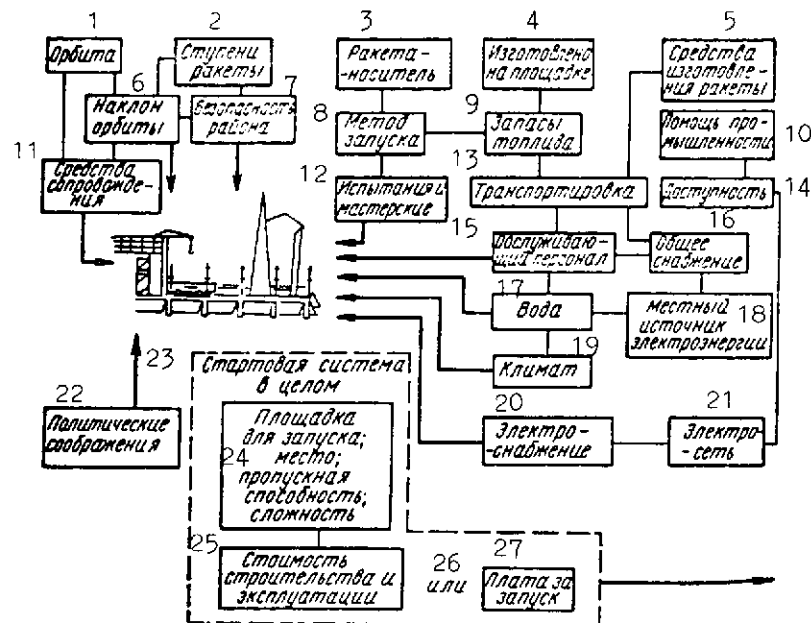 1
2
3
4
5
Орбита
Ступени
ракеты
Ракета-
-носитель
Изготовлено
на площадке
Средства
изготовле-
ния ракеты
6
7
8
9
10
Наклон
орбиты
Безопасность
района
Метод
запуска
Запасы
топлива
Помощь про-
мышленности
11
12
13
14
Средства
сопровожде-
ния
Испытания и
мастерские
Транспортировка
Доступность
15
16
Обслуживаю-
щий персонал
Общее
снабжение
17
18
Вода
Местный
источник
электроэнергии
19
Климат
20
21
Электро-
-снабжение
Электро-
-сеть
22
23
Политические
соображения
Стартовая система
в целом
24
Площадка
для запуска;
место;
пропускная
способность;
сложность
25
Стоимость
строительства и
эксплуатации
26
или
27
Плата за
запуск